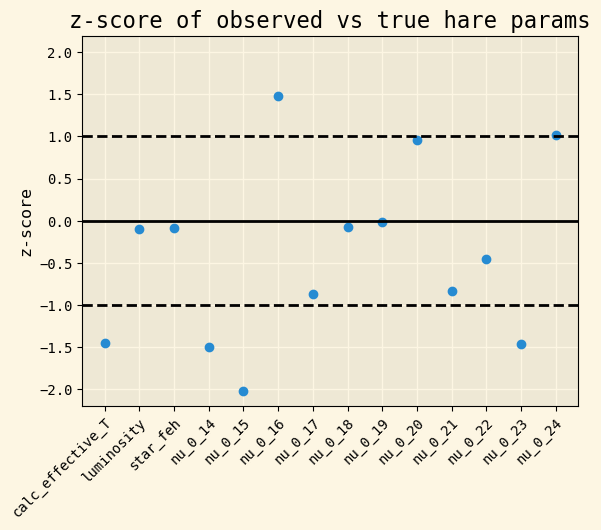 z-score of observed vs true hare params
z-score
2.0
1.5
1.0
0.5
0.0
−0.5
−1.0
−1.5
−2.0
calc_effective_T
luminosity
star_feh
nu_0_14
nu_0_15
nu_0_16
nu_0_17
nu_0_18
nu_0_19
nu_0_20
nu_0_21
nu_0_22
nu_0_23
nu_0_24